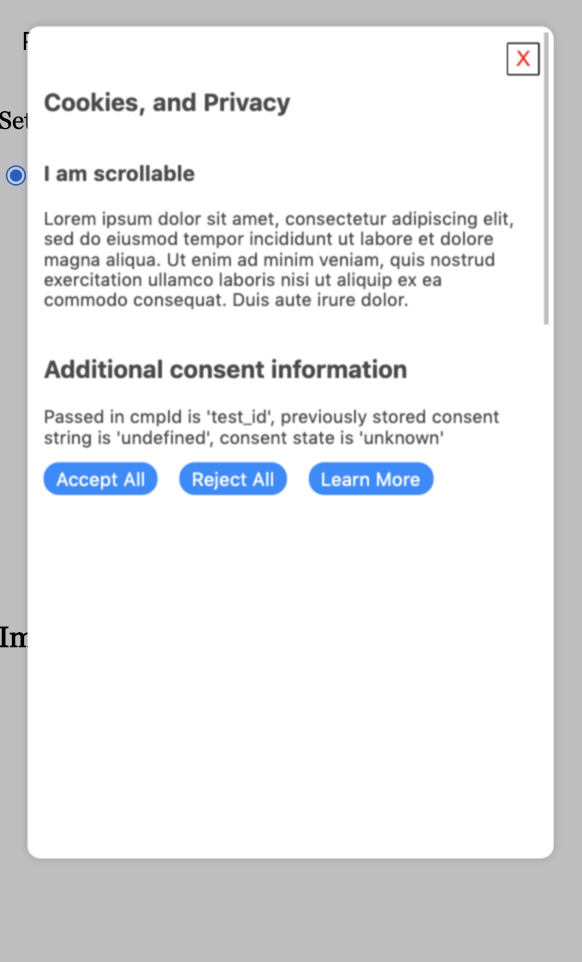 X
Cookies, and Privacy
Set
I am scrollable
Lorem ipsum dolor sit amet, consectetur adipiscing elit,
sed do eiusmod tempor incididunt ut labore et dolore
magna aliqua. Ut enim ad minim veniam, quis nostrud
exercitation ullamco laboris nisi ut aliquip ex ea
commodo consequat. Duis aute irure dolor.
Additional consent information
Passed in cmpId is 'test_id', previously stored consent
string is 'undefined', consent state is 'unknown'
Accept All Reject All Learn More
Im